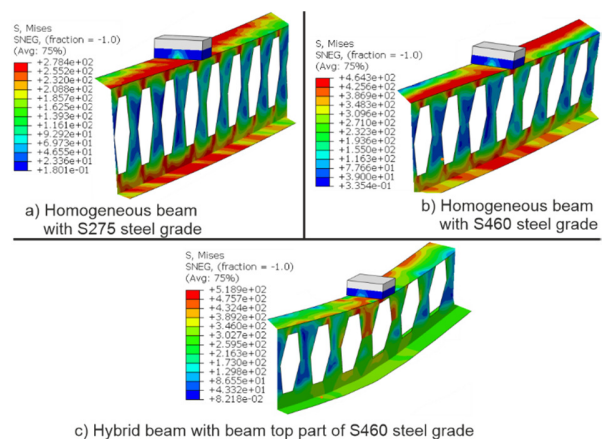 S, Mises
SNEG, (fraction = -1.0)
(Avg: 75%)
+2.784e+02
+2.552e+02
+2.320e+02
+2.088e+02
+1.857e+02
+1.625e+02
+1.393e+02
+1.161e+02
+9.292e+01
+6.973e+01
+4.655e+01
+2.336e+01
+1.801e-01
a) Homogeneous beam
with S275 steel grade
S, Mises
SNEG, (fraction = -1.0)
(Avg: 75%)
+4.643e+02
+4.256e+02
+3.869e+02
+3.483e+02
+3.096e+02
+2.710e+02
+2.323e+02
+1.936e+02
+1.550e+02
+1.163e+02
+7.766e+01
+3.900e+01
+3.354e-01
b) Homogeneous beam
with S460 steel grade
S, Mises
SNEG, (fraction = -1.0)
(Avg: 75%)
+5.189e+02
+4.757e+02
+4.324e+02
+3.892e+02
+3.460e+02
+3.027e+02
+2.595e+02
+2.163e+02
+1.730e+02
+1.298e+02
+8.655e+01
+4.332e+01
+8.218e-02
c) Hybrid beam with beam top part of S460 steel grade